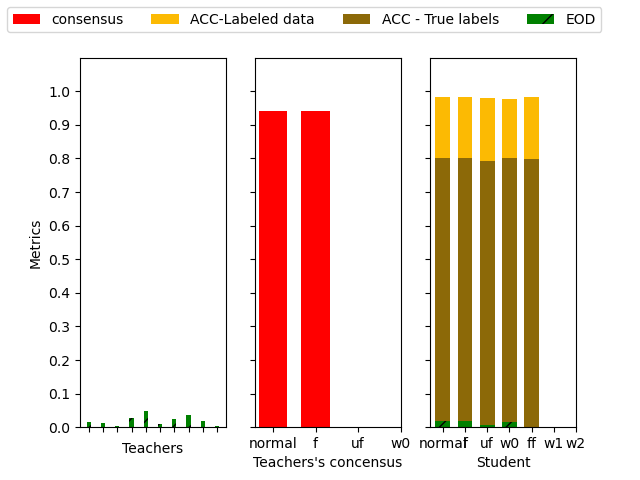 consensus ACC-Labeled data ACC - True labels EOD
Metrics
1.0
0.9
0.8
0.7
0.6
0.5
0.4
0.3
0.2
0.1
0.0
normal f uf w0 normal f uf w0 ff w1 w2
Teachers Teachers's concensus Student